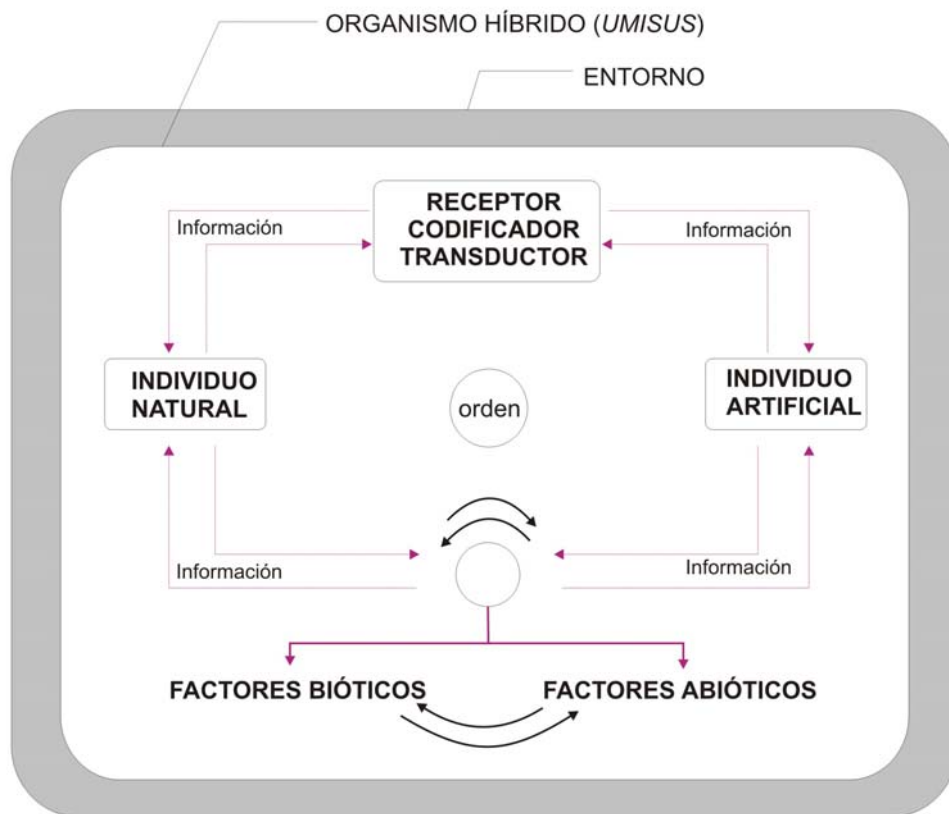 ORGANISMO HÍBRIDO (UMISUS)
ENTORNO
RECEPTOR
CODIFICADOR
TRANSDUCTOR
Información
Información
INDIVIDUO
NATURAL
orden
INDIVIDUO
ARTIFICIAL
Información
Información
FACTORES BIÓTICOS
FACTORES ABIÓTICOS